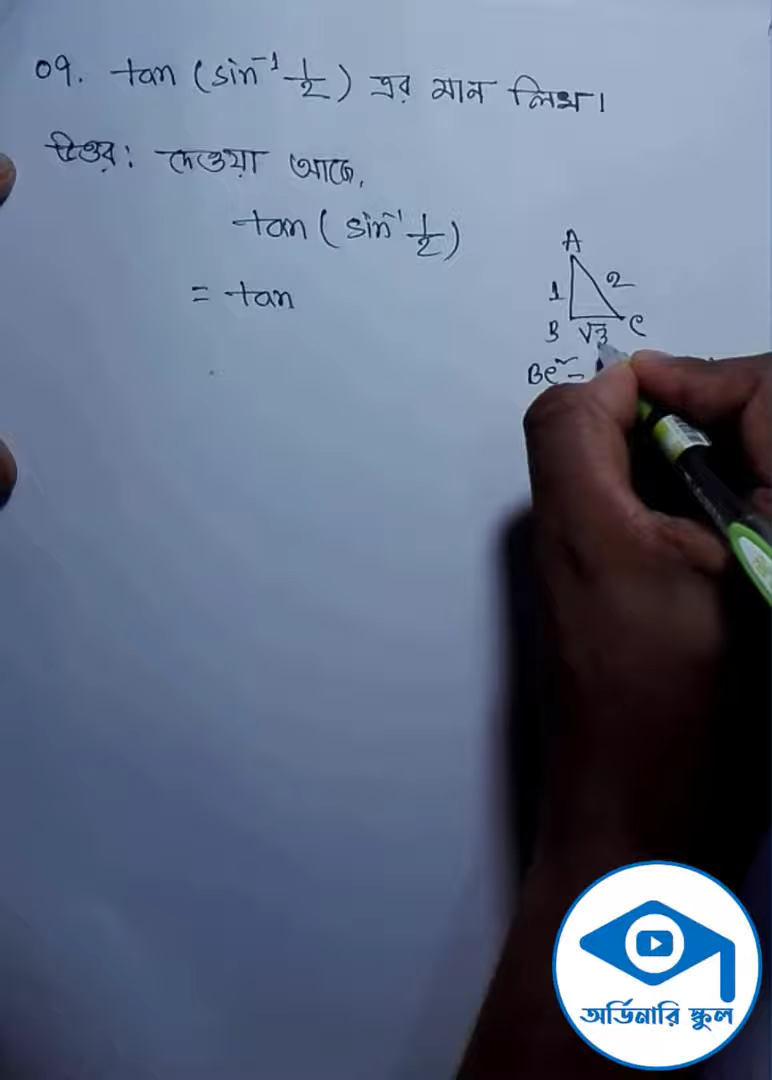 09. tan (sin⁻¹ 1/2) এর মান লিখ।
উত্তর: দেওয়া আছে,
tan (sin⁻¹ 1/2)
= tan
A
1 2
B √3 C
BC² =
অর্ডিনারি স্কুল